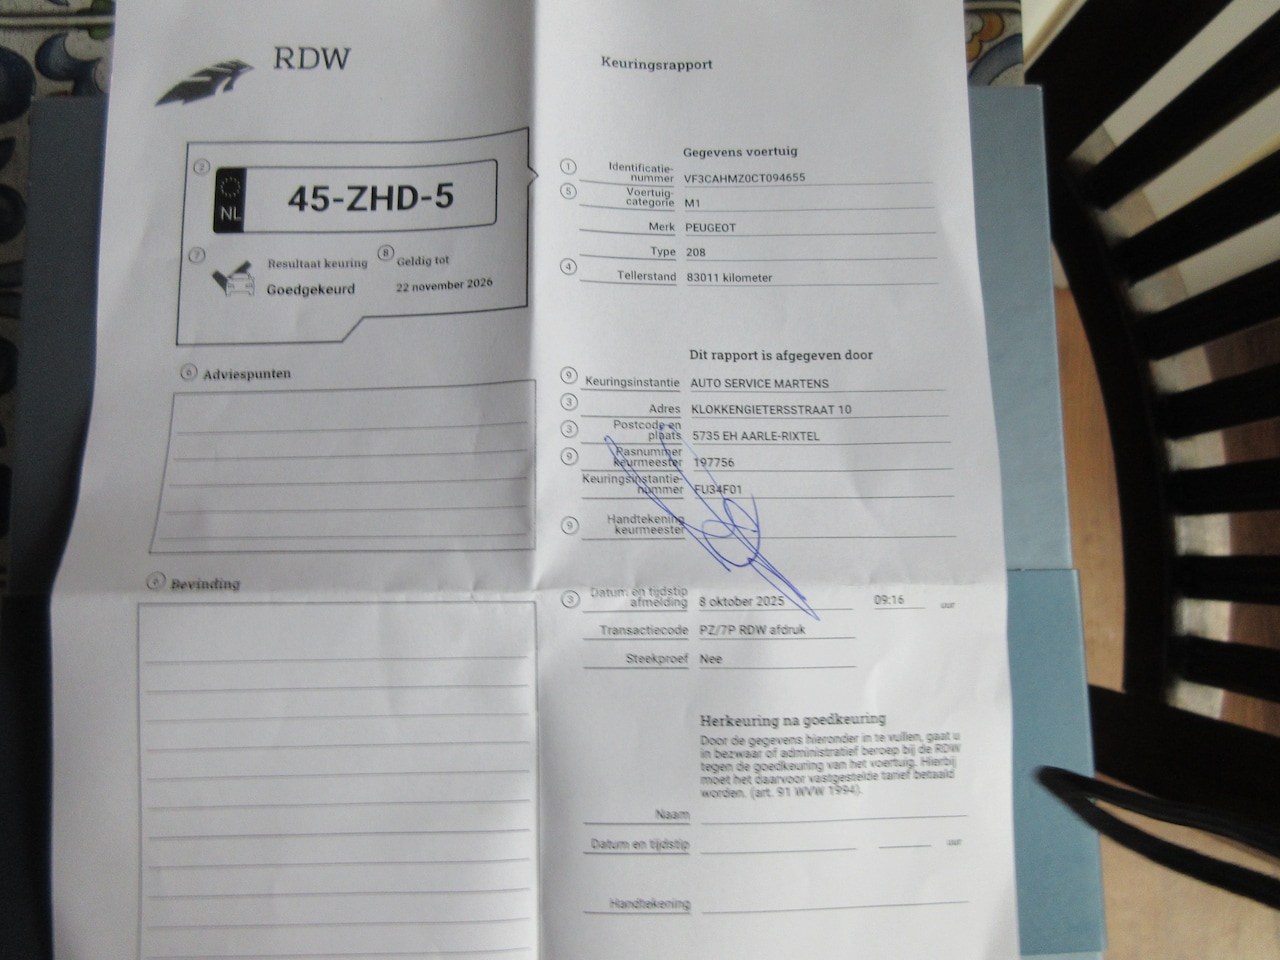 RDW
Keuringsrapport
2
NL
45-ZHD-5
7
Resultaat keuring
Goedgekeurd
8
Geldig tot
22 november 2026
6
Adviespunten
Bevinding
Gegevens voertuig
1
Identificatie-
nummer
VF3CAHMZ0CT094655
5
Voertuig-
categorie
M1
Merk
PEUGEOT
Type
208
4
Tellerstand
83011 kilometer
Dit rapport is afgegeven door
9
Keuringsinstantie
AUTO SERVICE MARTENS
3
Adres
KLOKKENGIETERSSTRAAT 10
3
Postcode en
plaats
5735 EH AARLE-RIXTEL
9
Pasnummer
keurmeester
197756
Keuringsinstantie-
nummer
FU34F01
9
Handtekening
keurmeester
3
Datum en tijdstip
afmelding
8 oktober 2025
09:16
uur
Transactiecode
PZ/7P RDW afdruk
Steekproef
Nee
Herkeuring na goedkeuring
Door de gegevens hieronder in te vullen, gaat u
in bezwaar of administratief beroep bij de RDW
tegen de goedkeuring van het voertuig. Hierbij
moet het daarvoor vastgestelde tarief betaald
worden. (art. 91 WVW 1994).
Naam
Datum en tijdstip
uur
Handtekening